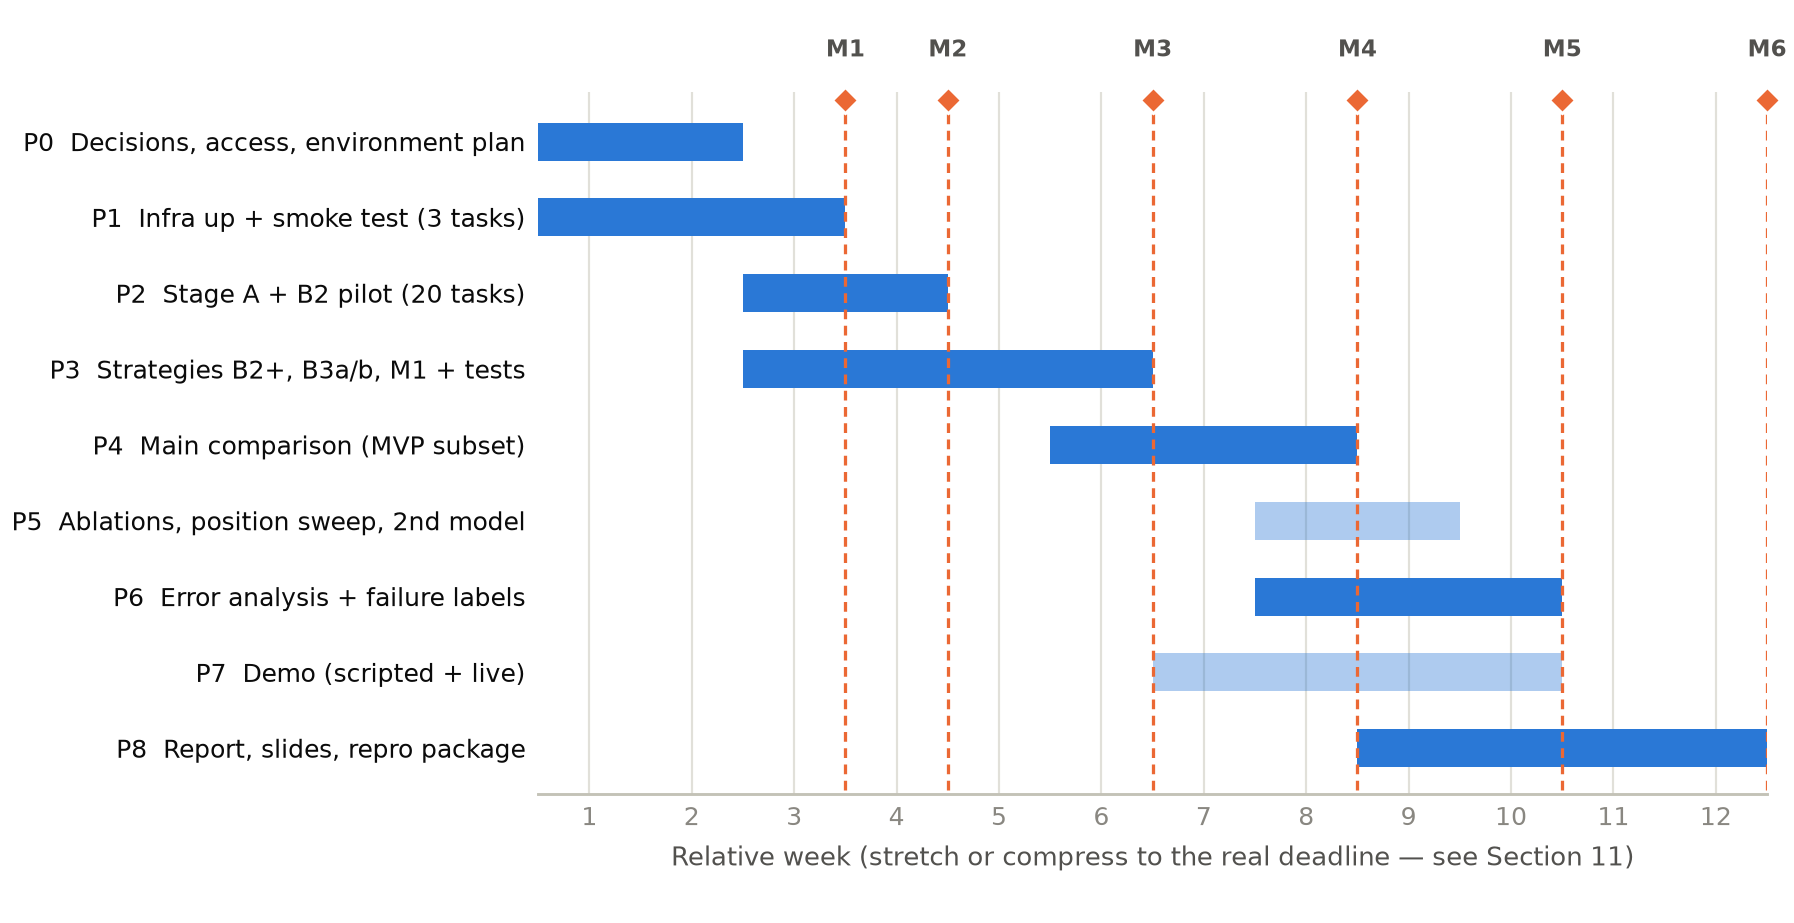 M1 M2 M3 M4 M5 M6
P0 Decisions, access, environment plan
P1 Infra up + smoke test (3 tasks)
P2 Stage A + B2 pilot (20 tasks)
P3 Strategies B2+, B3a/b, M1 + tests
P4 Main comparison (MVP subset)
P5 Ablations, position sweep, 2nd model
P6 Error analysis + failure labels
P7 Demo (scripted + live)
P8 Report, slides, repro package
1 2 3 4 5 6 7 8 9 10 11 12
Relative week (stretch or compress to the real deadline — see Section 11)